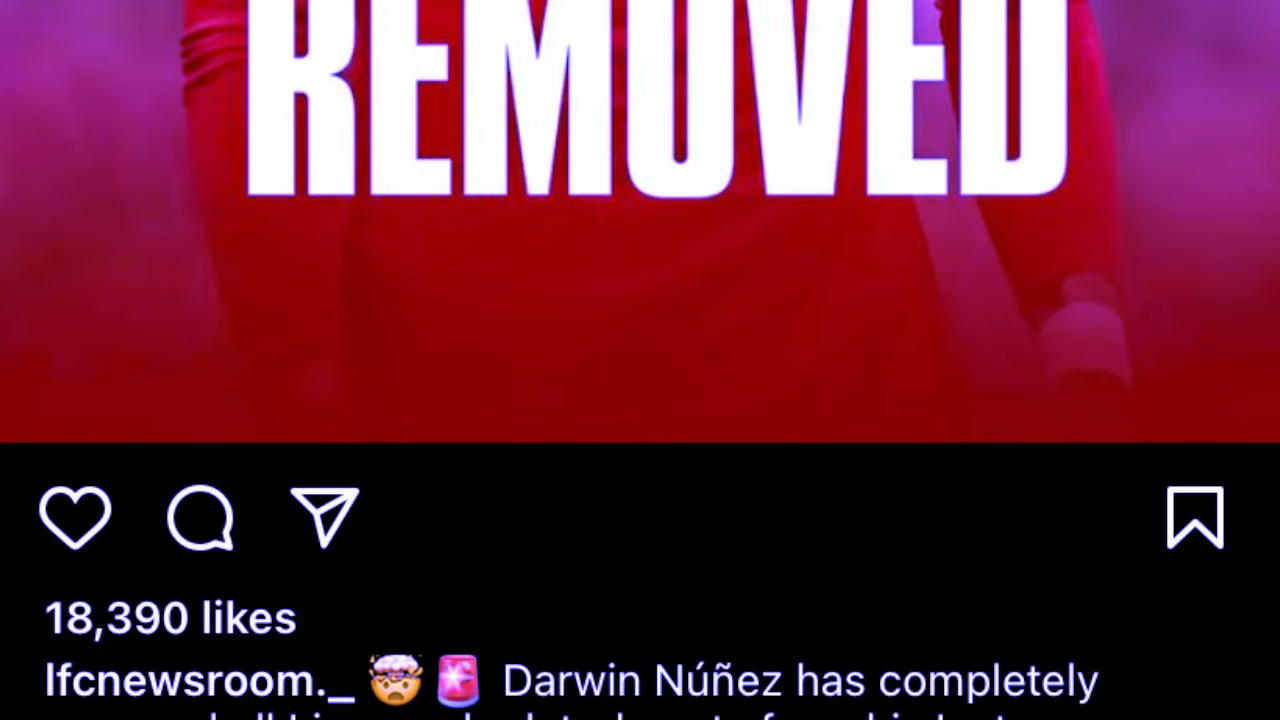 REMOVED
18,390 likes
lfcnewsroom._ 🤯🚨 Darwin Núñez has completely